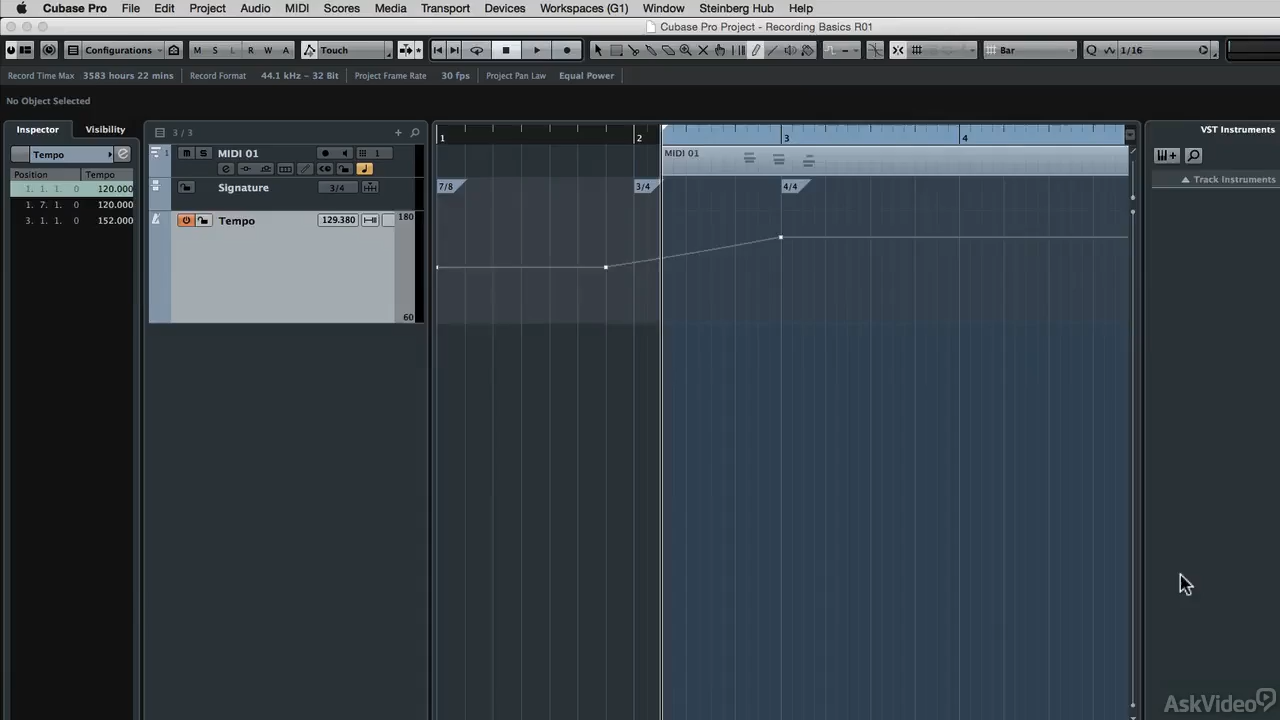 Cubase Pro File Edit Project Audio MIDI Scores Media Transport Devices Workspaces (G1) Window Steinberg Hub Help
Cubase Pro Project - Recording Basics R01
Configurations M S L R W A Touch Bar Q 1/16
Record Time Max 3583 hours 22 mins Record Format 44.1 kHz - 32 Bit Project Frame Rate 30 fps Project Pan Law Equal Power
No Object Selected
Inspector Visibility 3 / 3 1 2 3 4 VST Instruments
Tempo 1 m S MIDI 01 1 MIDI 01
Position Tempo
1. 1. 1. 0 120.000 Signature 3/4 7/8 3/4 4/4 Track Instruments
1. 7. 1. 0 120.000
3. 1. 1. 0 152.000 Tempo 129.380 180
60
AskVideo